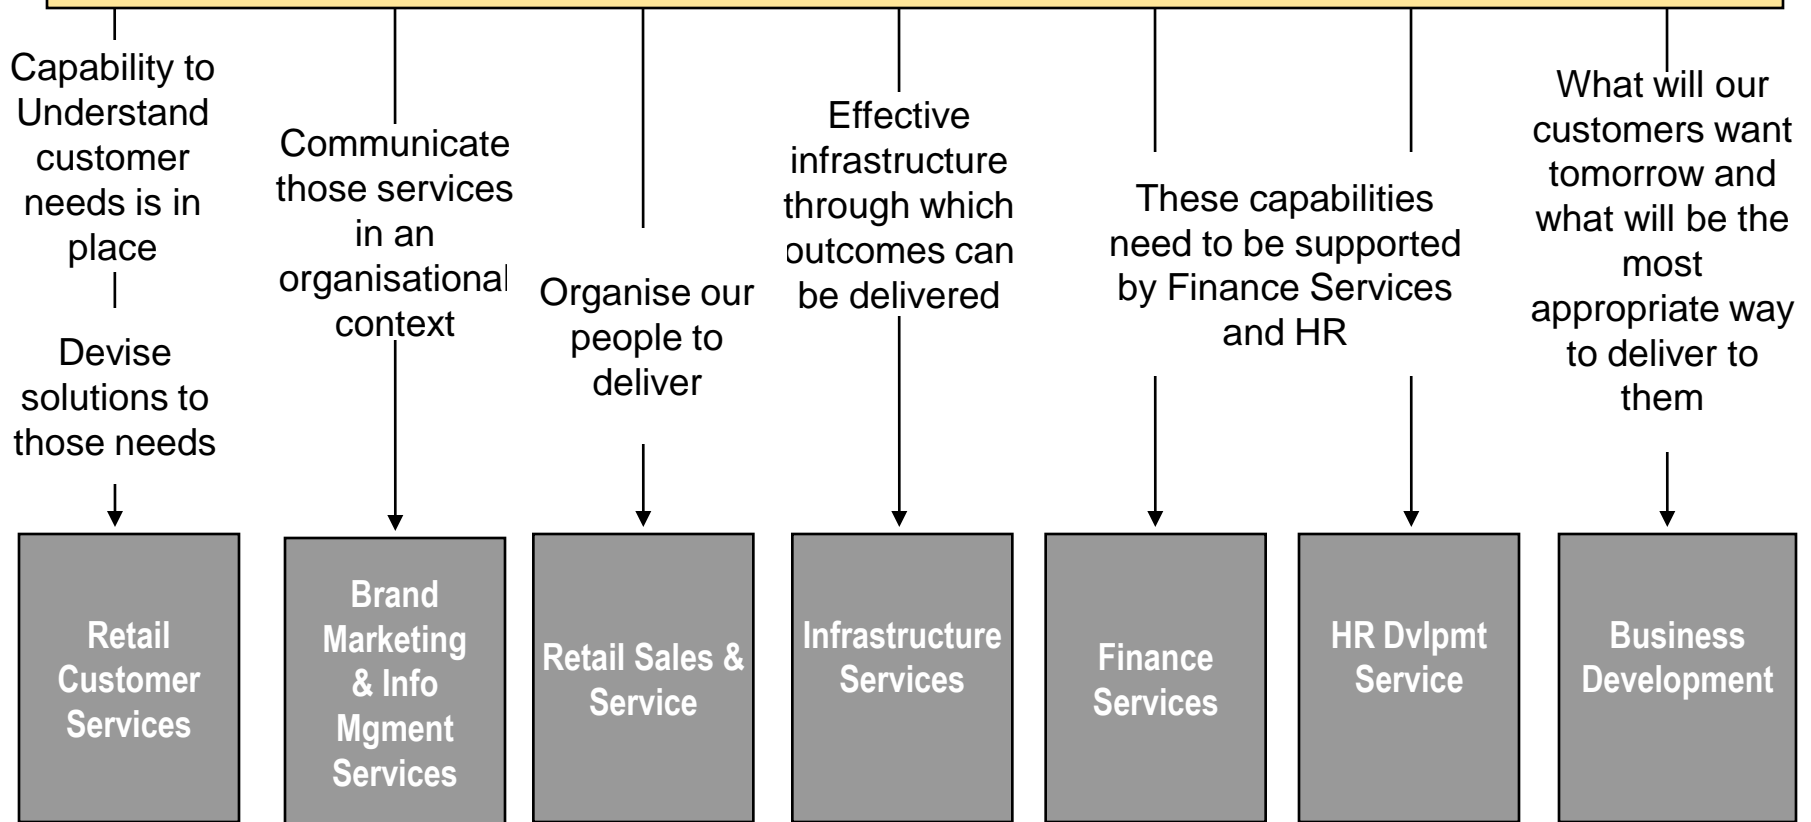 Capability to
Understand
customer
needs is in
place
Devise
solutions to
those needs
Communicate
those services
in an
organisational
context
Organise our
people to
deliver
Effective
infrastructure
through which
outcomes can
be delivered
These capabilities
need to be supported
by Finance Services
and HR
What will our
customers want
tomorrow and
what will be the
most
appropriate way
to deliver to
them
Retail
Customer
Services
Brand
Marketing
& Info
Mgment
Services
Retail Sales &
Service
Infrastructure
Services
Finance
Services
HR Dvlpmt
Service
Business
Development